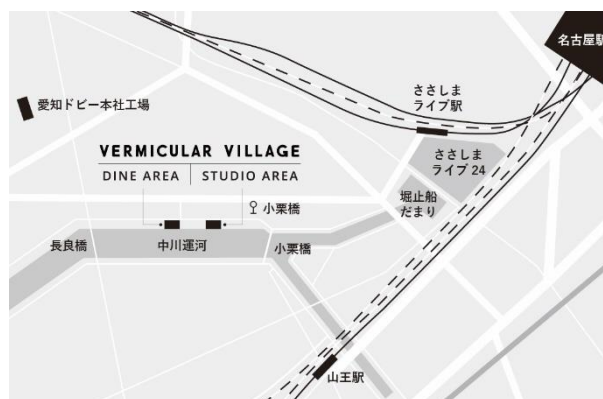 名古屋駅
ささしま
ライブ駅
愛知ドビー本社工場
VERMICULAR VILLAGE
DINE AREA
STUDIO AREA
ささしま
ライブ24
堀止船
だまり
小栗橋
長良橋
中川運河
小栗橋
山王駅